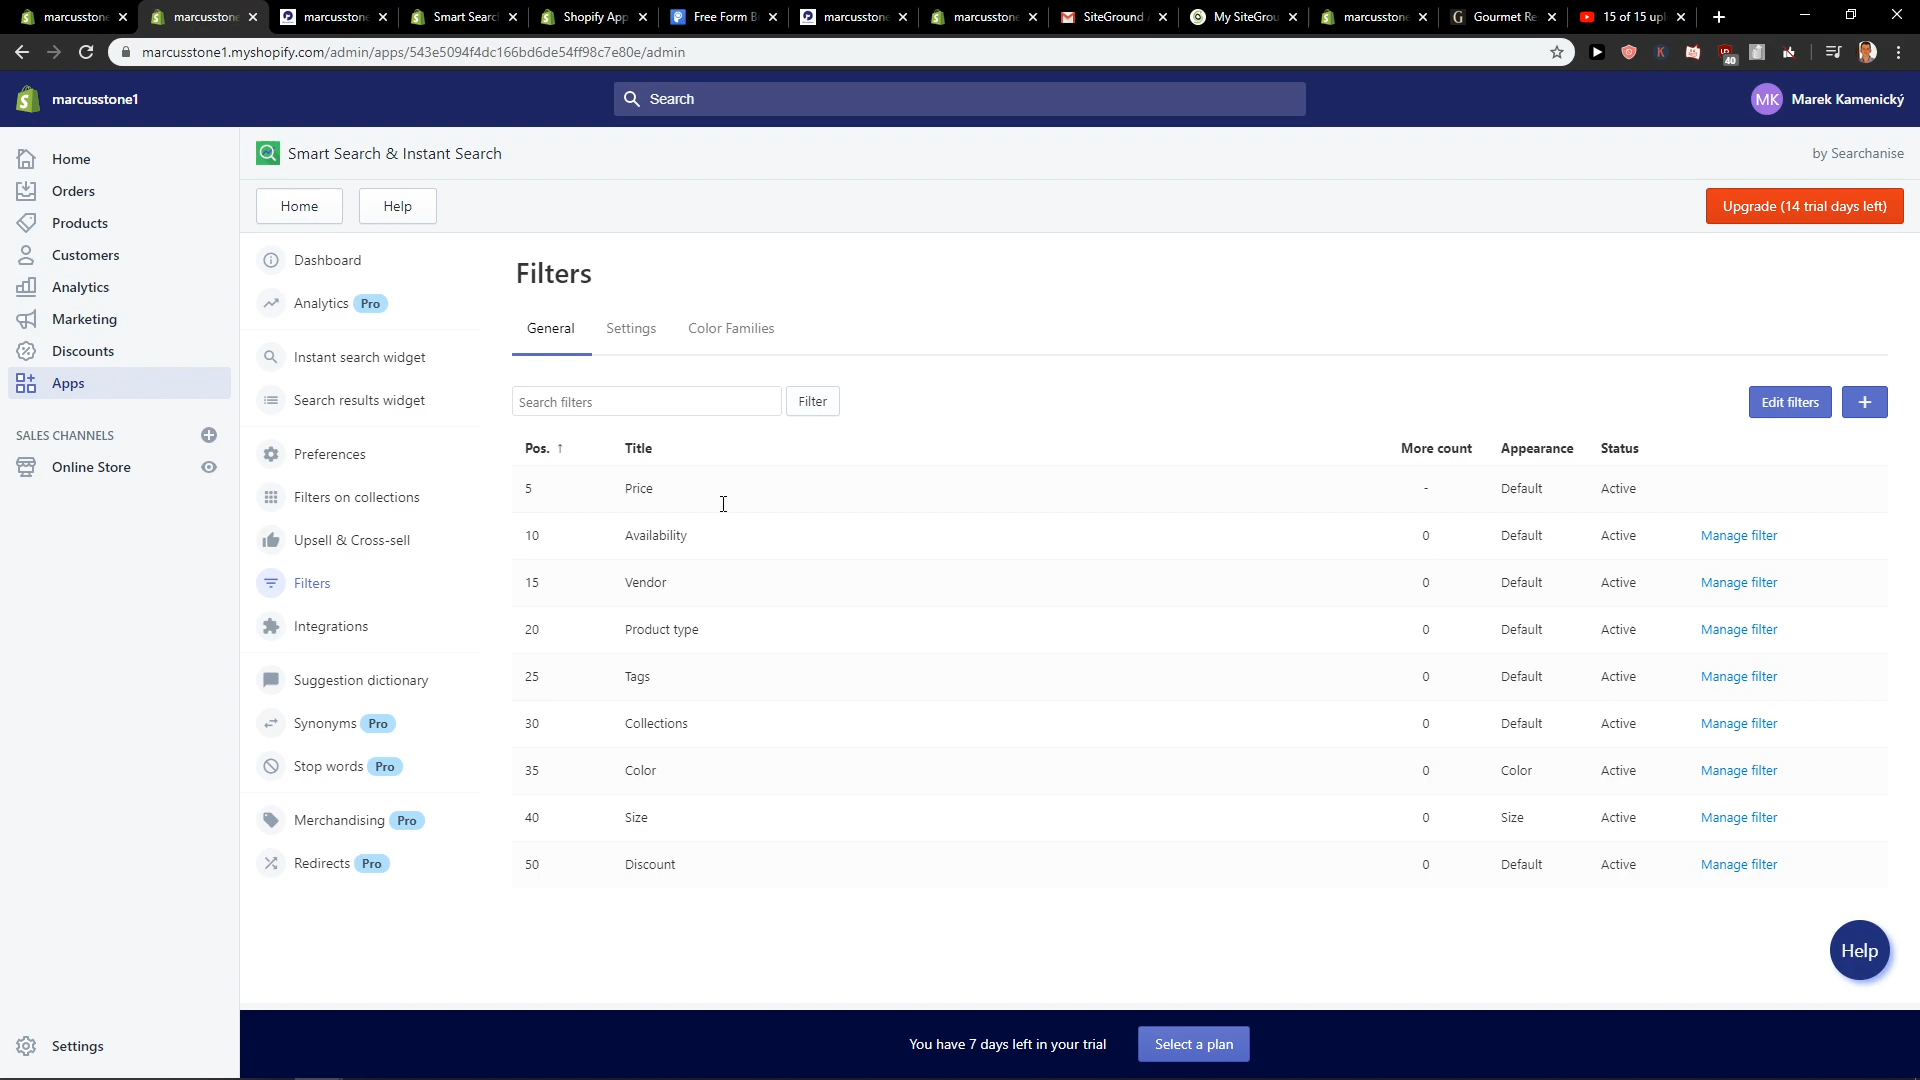 marcusstone
marcusstone
marcusstone
Smart Searc
Shopify App
Free Form B
marcusstone
marcusstone
SiteGround
My SiteGrou
marcusstone
Gourmet Re
15 of 15 upl
marcusstone1.myshopify.com/admin/apps/543e5094f4dc166bd6de54ff98c7e80e/admin
40
marcusstone1
Search
MK Marek Kamenický
Home
Orders
Products
Customers
Analytics
Marketing
Discounts
Apps
SALES CHANNELS
Online Store
Settings
Smart Search & Instant Search
by Searchanise
Home
Help
Upgrade (14 trial days left)
Dashboard
Analytics Pro
Instant search widget
Search results widget
Preferences
Filters on collections
Upsell & Cross-sell
Filters
Integrations
Suggestion dictionary
Synonyms Pro
Stop words Pro
Merchandising Pro
Redirects Pro
Filters
General Settings Color Families
Search filters Filter
Edit filters +
Pos. ↑ Title More count Appearance Status
5 Price - Default Active
10 Availability 0 Default Active Manage filter
15 Vendor 0 Default Active Manage filter
20 Product type 0 Default Active Manage filter
25 Tags 0 Default Active Manage filter
30 Collections 0 Default Active Manage filter
35 Color 0 Color Active Manage filter
40 Size 0 Size Active Manage filter
50 Discount 0 Default Active Manage filter
Help
You have 7 days left in your trial
Select a plan